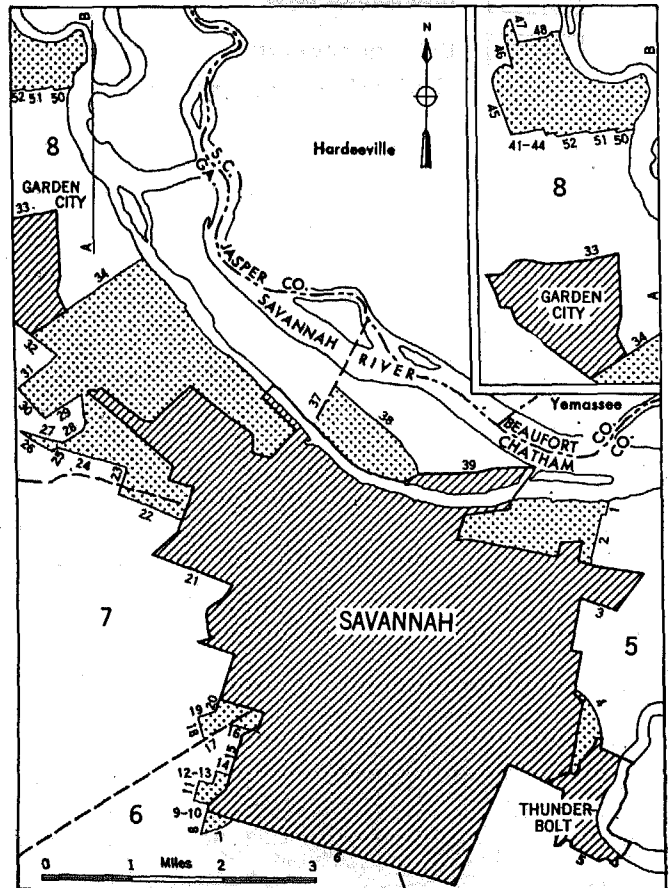 B
N
47
48
46
B
45
52 51 50
41-44 52 51 50
8
Hardeeville
S.C.
GA.
8
GARDEN
CITY
33
A
33
GARDEN
CITY
A
34
JASPER CO.
SAVANNAH
RIVER
34
32
31
30
29
27 28
26 25 24 23
22
37
38
39
Yemassee
BEAUFORT CO.
CHATHAM CO.
1
2
21
3
7
SAVANNAH
5
4
19 20
18
17
16
15
14
12-13
11
6
9-10
8
7
THUNDER
BOLT
5
6
0 1 Miles 2 3